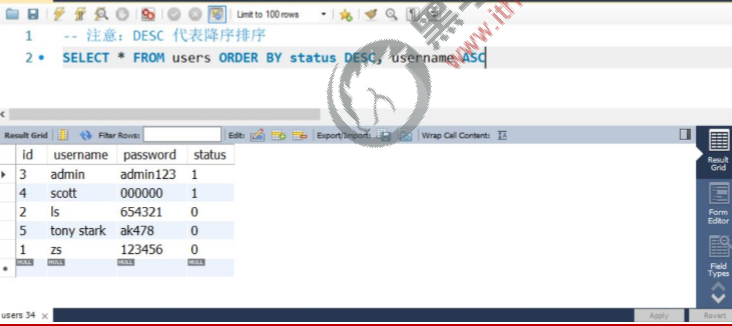 Limit to 100 rows
1 -- 注意：DESC 代表降序排序
2 SELECT * FROM users ORDER BY status DESC, username ASC
Result Grid Filter Rows: Edit: Export/Import: Wrap Cell Content:
id username password status
3 admin admin123 1
4 scott 000000 1
2 ls 654321 0
5 tony stark ak478 0
1 zs 123456 0
NULL NULL NULL NULL
Result Grid
Form Editor
Field Types
users 34 Apply Revert